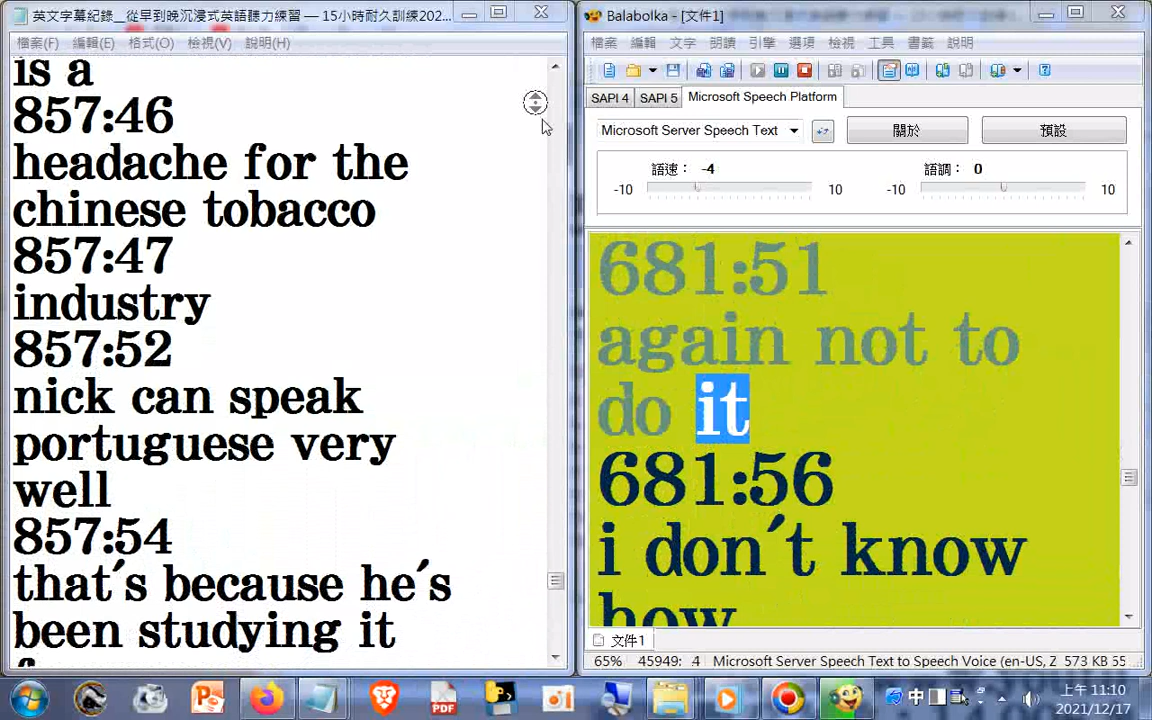 英文字幕紀錄__從早到晚沉浸式英語聽力練習 — 15小時耐久訓練202...
檔案(F) 編輯(E) 格式(O) 檢視(V) 說明(H)
is a
857:46
headache for the
chinese tobacco
857:47
industry
857:52
nick can speak
portuguese very
well
857:54
that's because he's
been studying it
Balabolka - [文件1]
檔案 編輯 文字 朗讀 引擎 選項 檢視 工具 書籤 說明
SAPI 4 SAPI 5 Microsoft Speech Platform
Microsoft Server Speech Text 關於 預設
語速： -4 語調： 0
-10 10 -10 10
681:51
again not to
do it
681:56
i don't know
how
文件1
65% 45949: 4 Microsoft Server Speech Text to Speech Voice (en-US, Z 573 KB 55
PDF 中 上午 11:10
2021/12/17